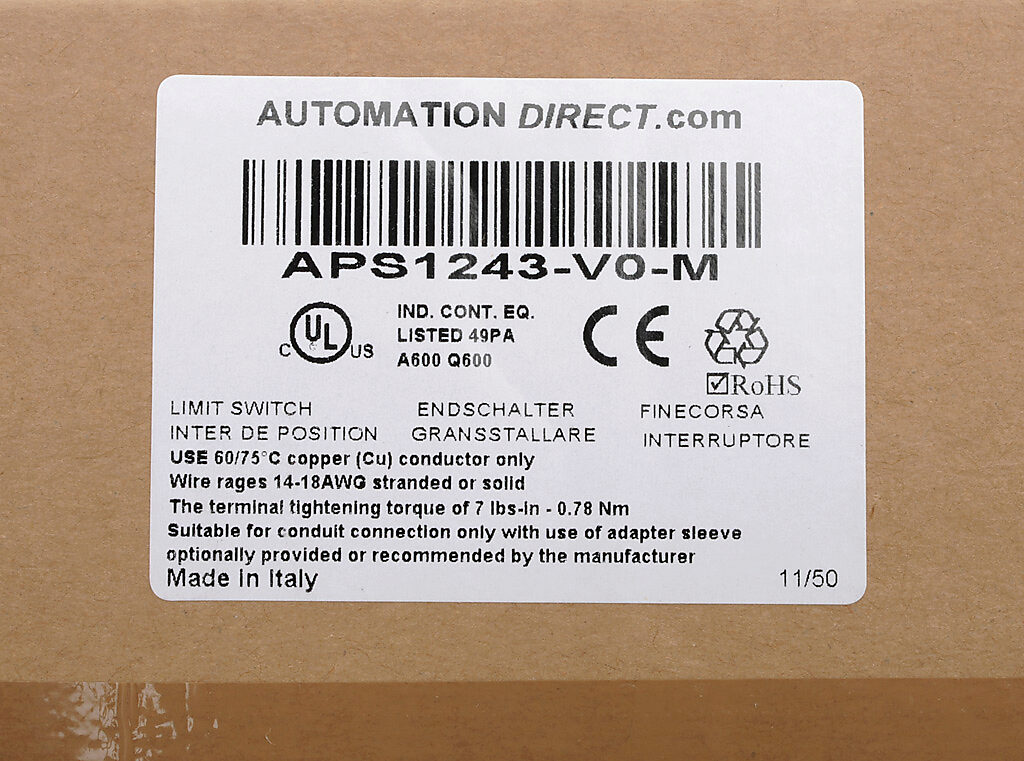 AUTOMATION DIRECT.com
APS1243-V0-M
C UL US
IND. CONT. EQ.
LISTED 49PA
A600 Q600
CE
RoHS
LIMIT SWITCH ENDSCHALTER FINECORSA
INTER DE POSITION GRANSSTALLARE INTERRUPTORE
USE 60/75°C copper (Cu) conductor only
Wire rages 14-18AWG stranded or solid
The terminal tightening torque of 7 lbs-in - 0.78 Nm
Suitable for conduit connection only with use of adapter sleeve
optionally provided or recommended by the manufacturer
Made in Italy 11/50